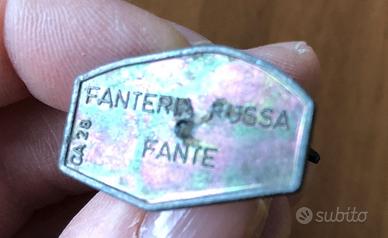 FANTERIA RUSSA
FANTE
CA 28
subito